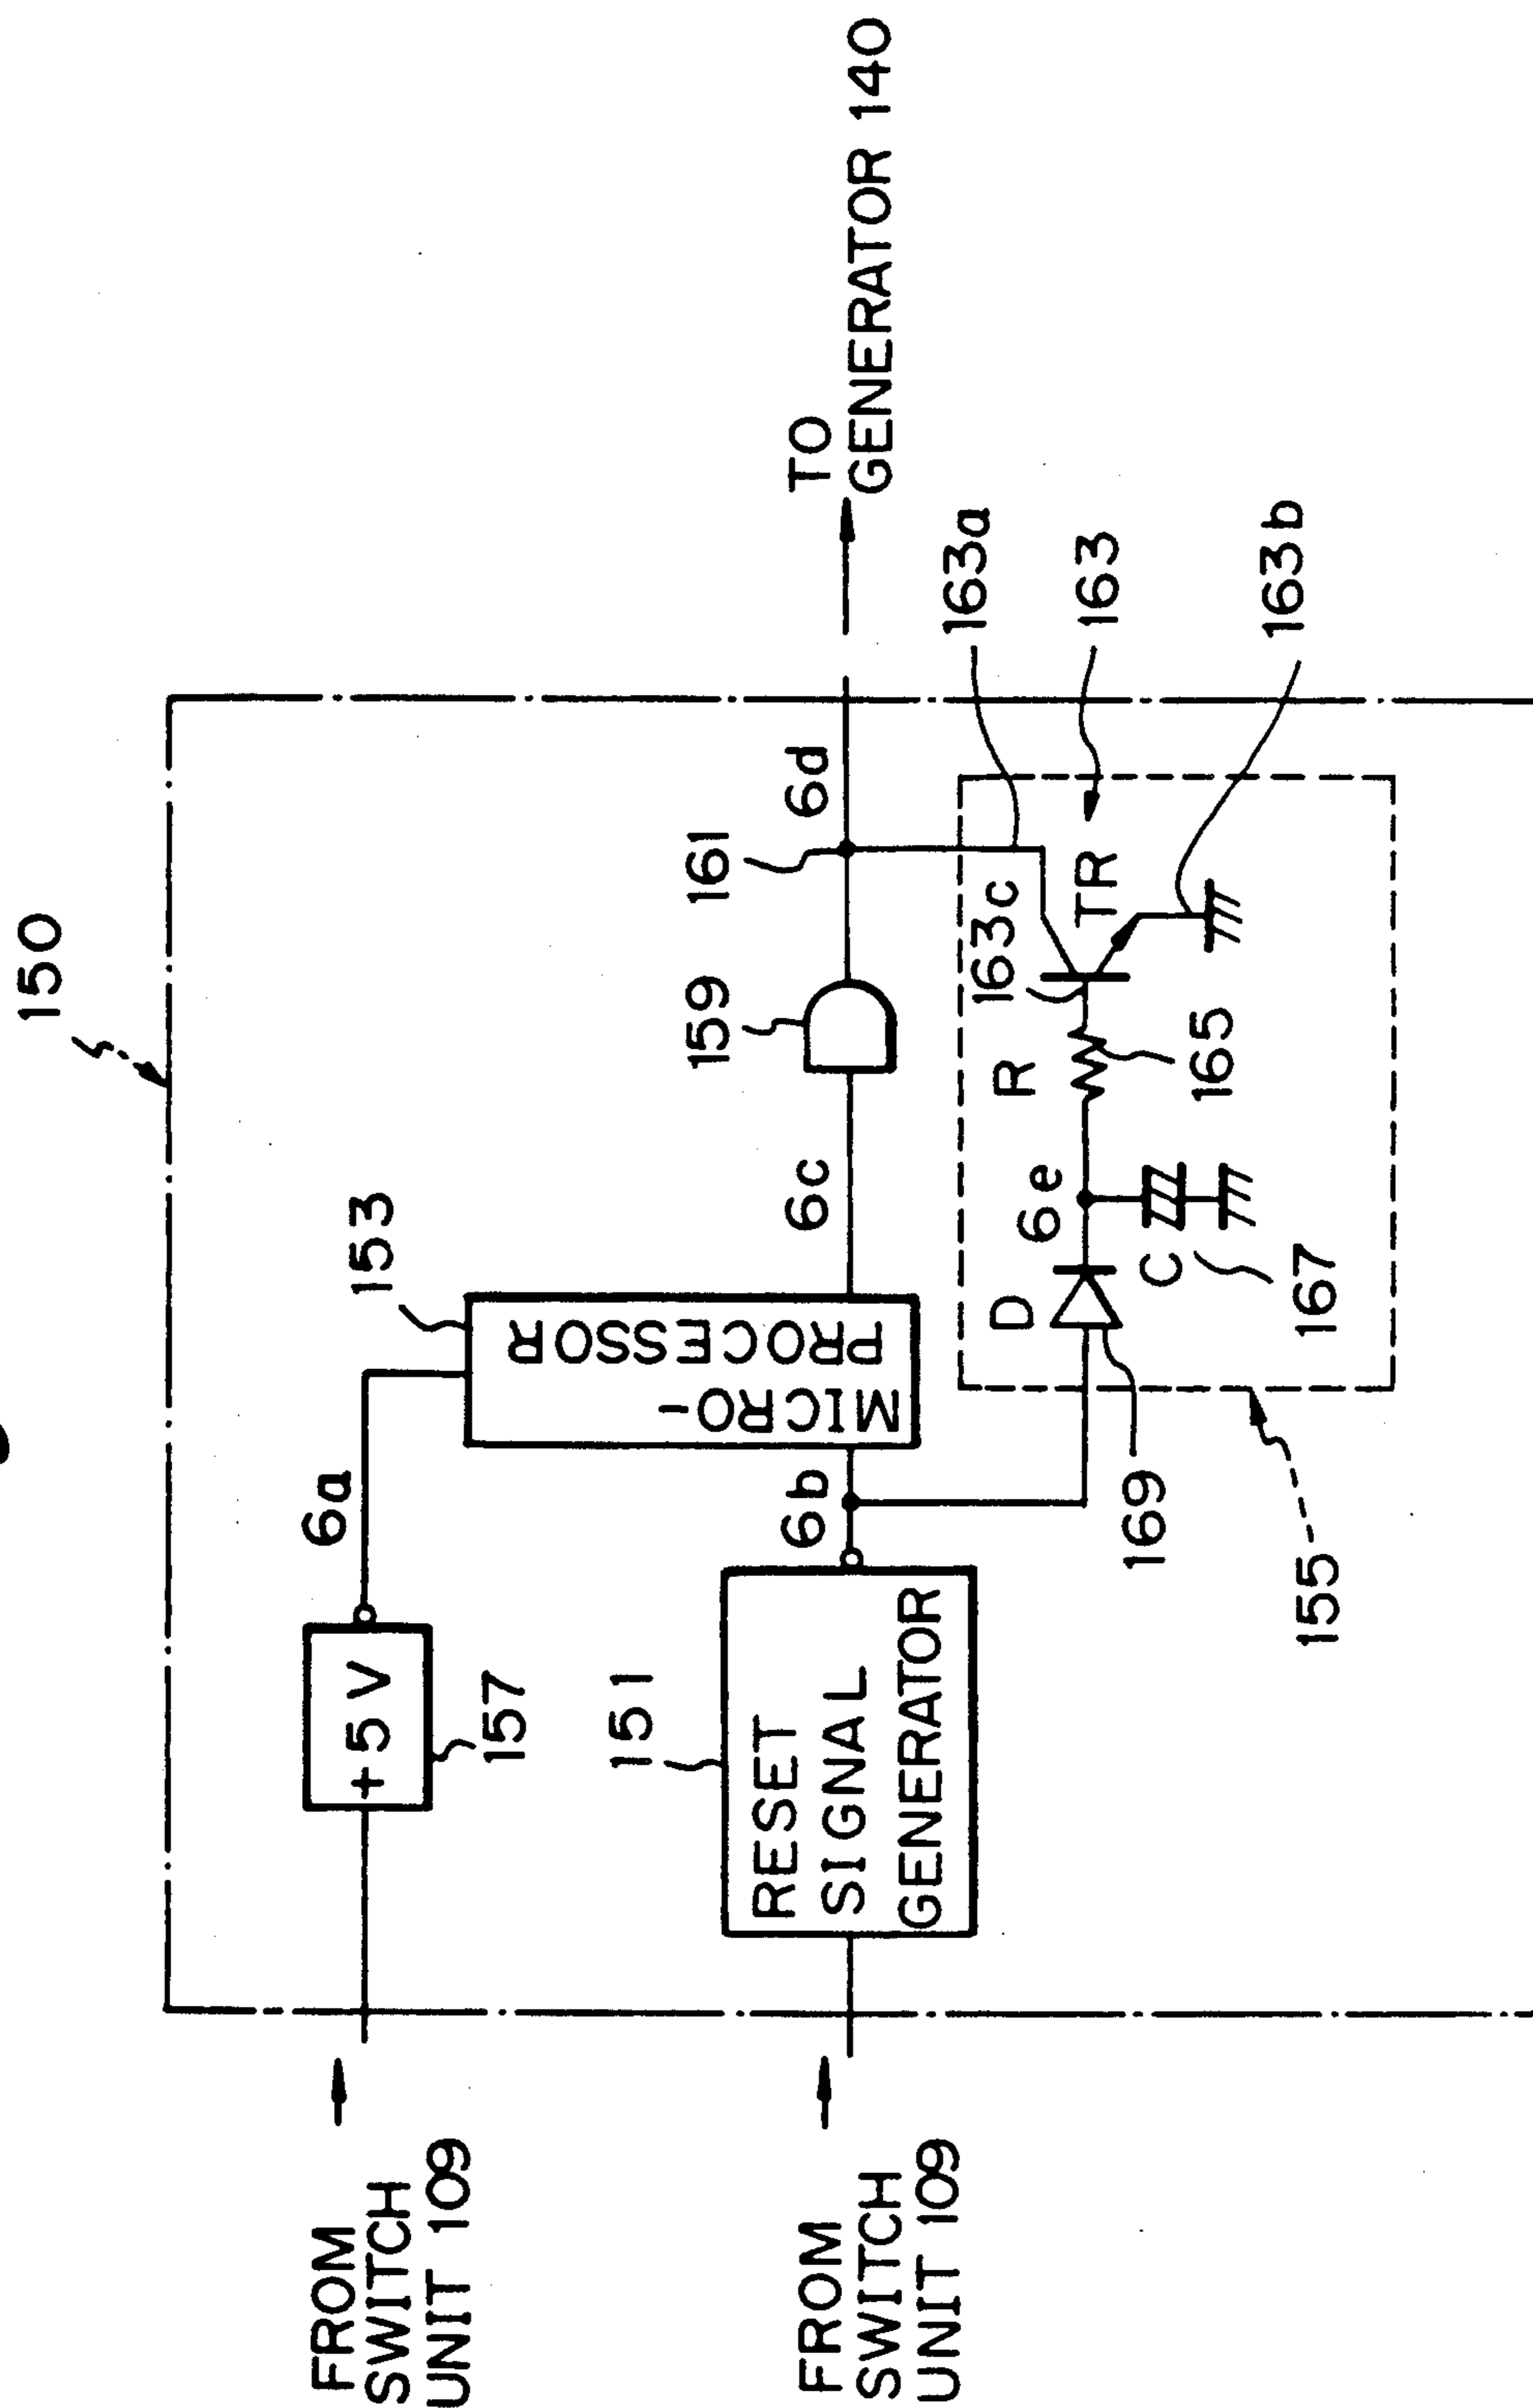 150
FROM
SWITCH
UNIT 109
+5V
157
6a
153
MICRO-
PROCESSOR
FROM
SWITCH
UNIT 109
151
RESET
SIGNAL
GENERATOR
6b
6c
159
161
6d
TO
GENERATOR 140
155
169
D
6e
C
167
R
165
163c
TR
163a
163
163b